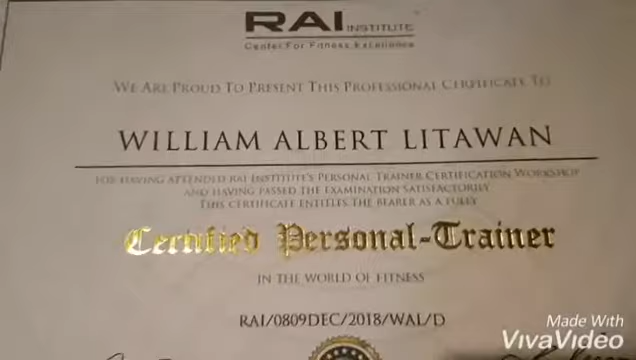 RAI INSTITUTE
Center For Fitness Excellence
WE ARE PROUD TO PRESENT THIS PROFESSIONAL CERTIFICATE TO
WILLIAM ALBERT LITAWAN
FOR HAVING ATTENDED RAI INSTITUTE'S PERSONAL TRAINER CERTIFICATION WORKSHOP
AND HAVING PASSED THE EXAMINATION SATISFACTORILY
THIS CERTIFICATE ENTITLES THE BEARER AS A FULLY
Certified Personal-Trainer
IN THE WORLD OF FITNESS
RAI/0809DEC/2018/WAL/D
Made With
VivaVideo